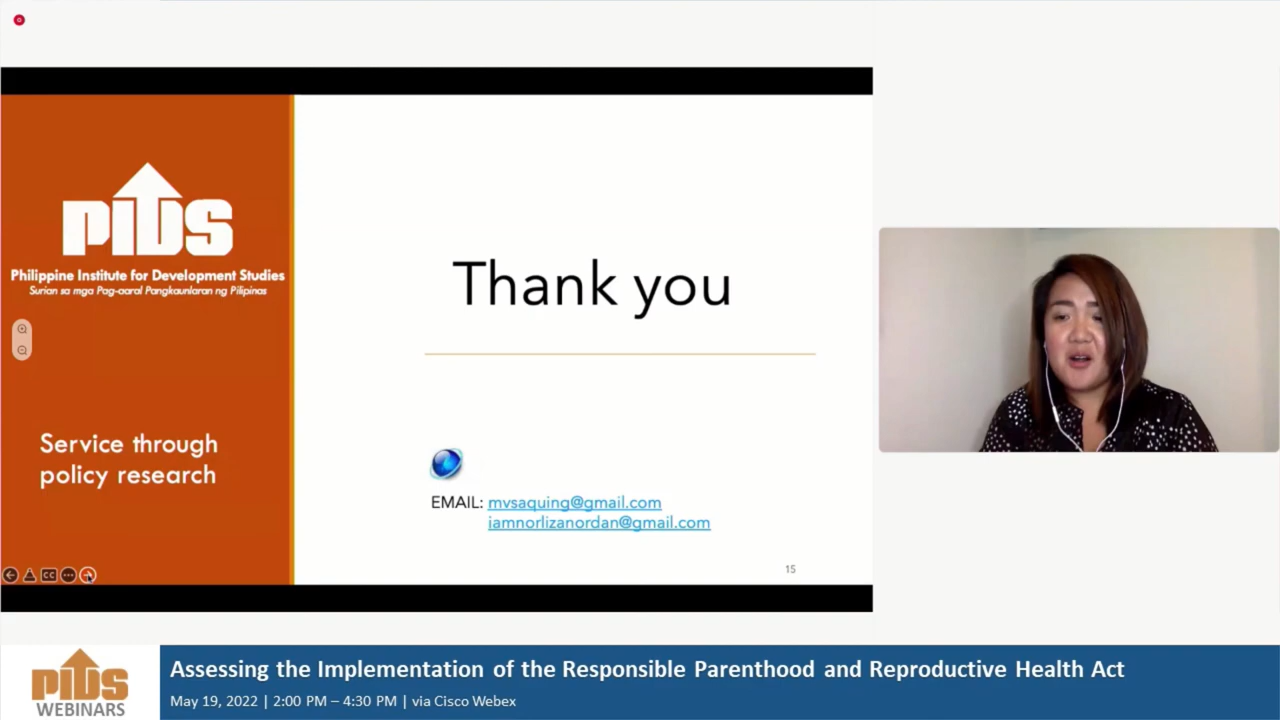 PIDS
Philippine Institute for Development Studies
Surian sa mga Pag-aaral Pangkaunlaran ng Pilipinas
Service through
policy research
Thank you
EMAIL: mvsaquing@gmail.com
iamnorlizanordan@gmail.com
15
CC
PIDS
WEBINARS
Assessing the Implementation of the Responsible Parenthood and Reproductive Health Act
May 19, 2022 | 2:00 PM – 4:30 PM | via Cisco Webex